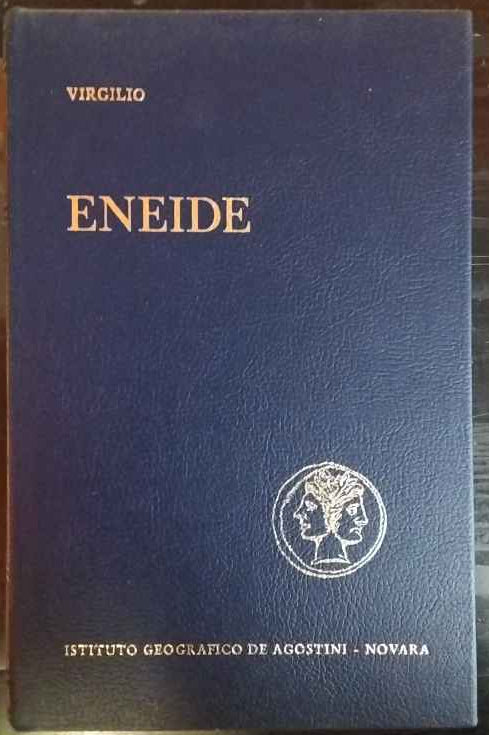 VIRGILIO
ENEIDE
ISTITUTO GEOGRAFICO DE AGOSTINI - NOVARA